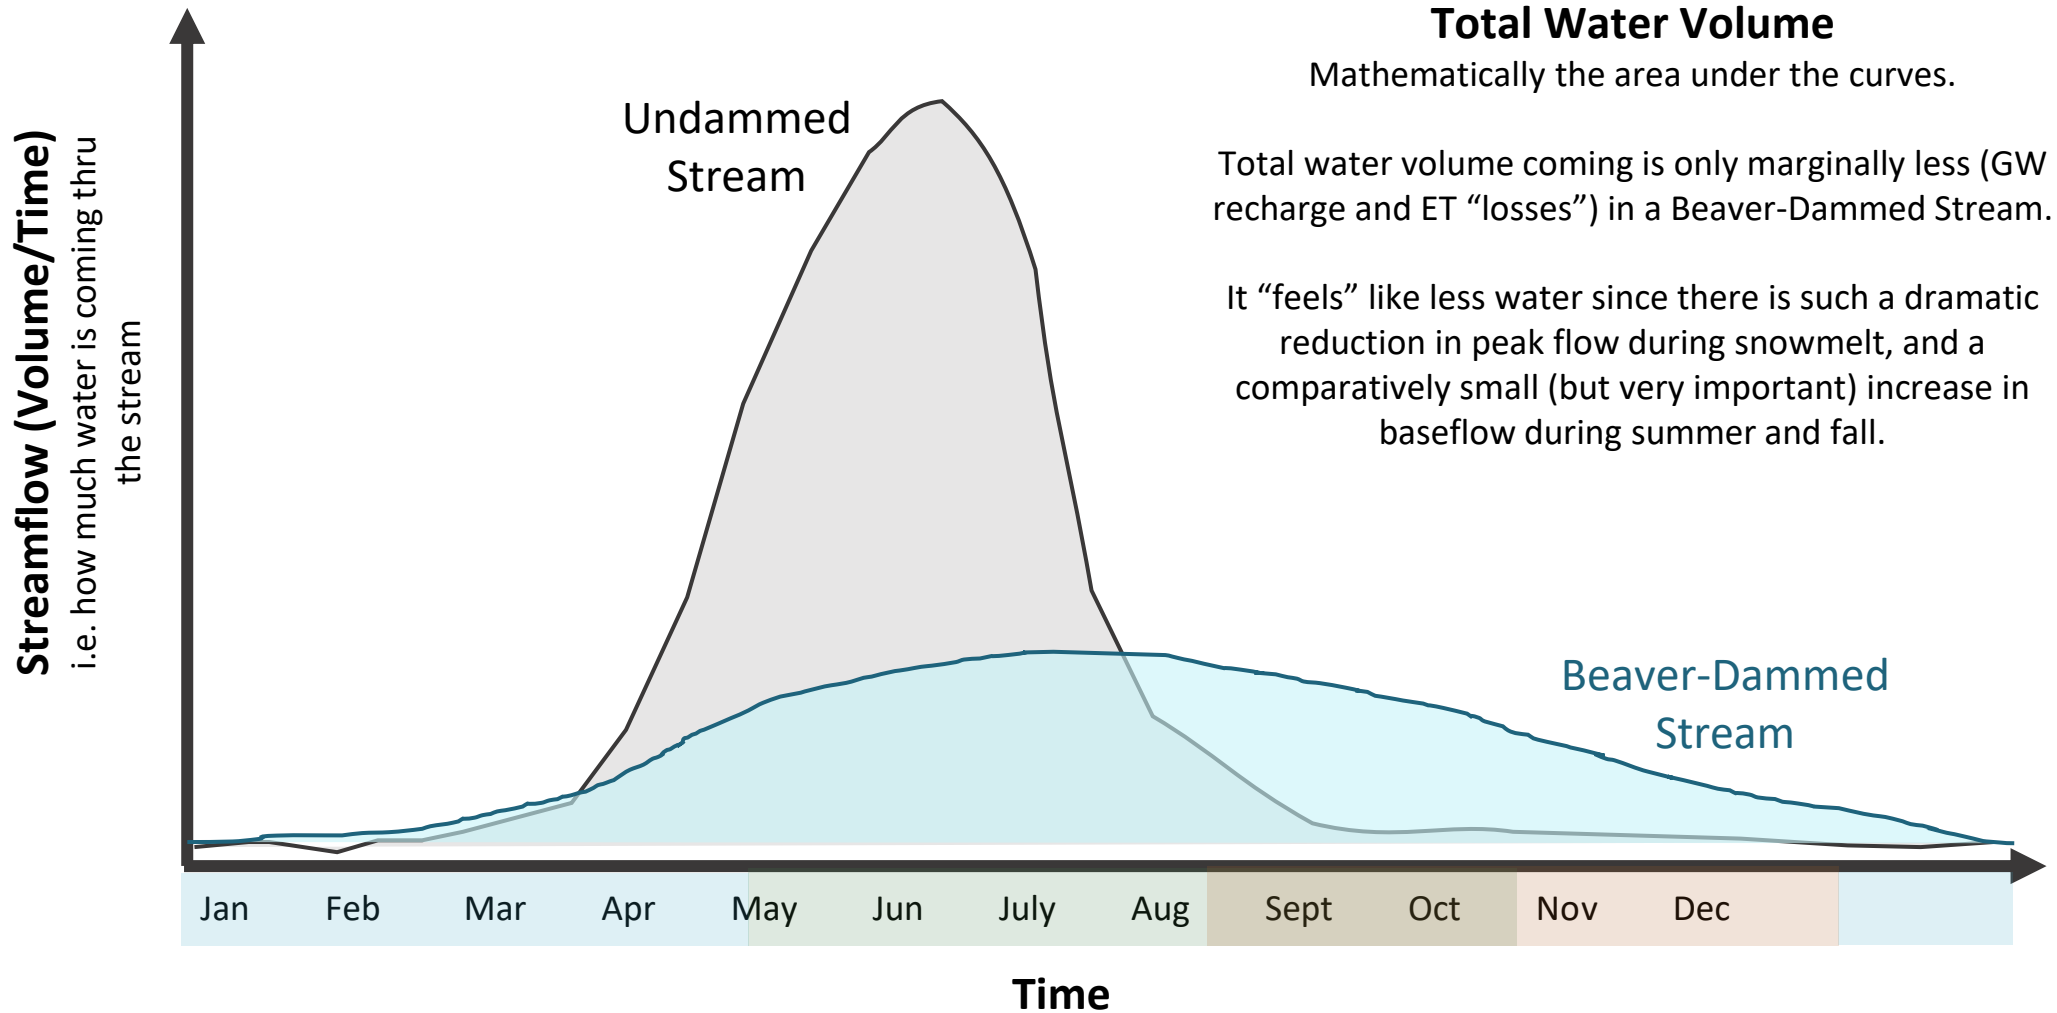 Total Water Volume
Mathematically the area under the curves.
Total water volume coming is only marginally less (GW
recharge and ET “losses”) in a Beaver-Dammed Stream.
It “feels” like less water since there is such a dramatic
reduction in peak flow during snowmelt, and a
comparatively small (but very important) increase in
baseflow during summer and fall.
Undammed
Stream
Streamflow (Volume/Time)
i.e. how much water is coming thru
the stream
Beaver-Dammed
Stream
Jan Feb Mar Apr May Jun July Aug Sept Oct Nov Dec
Time